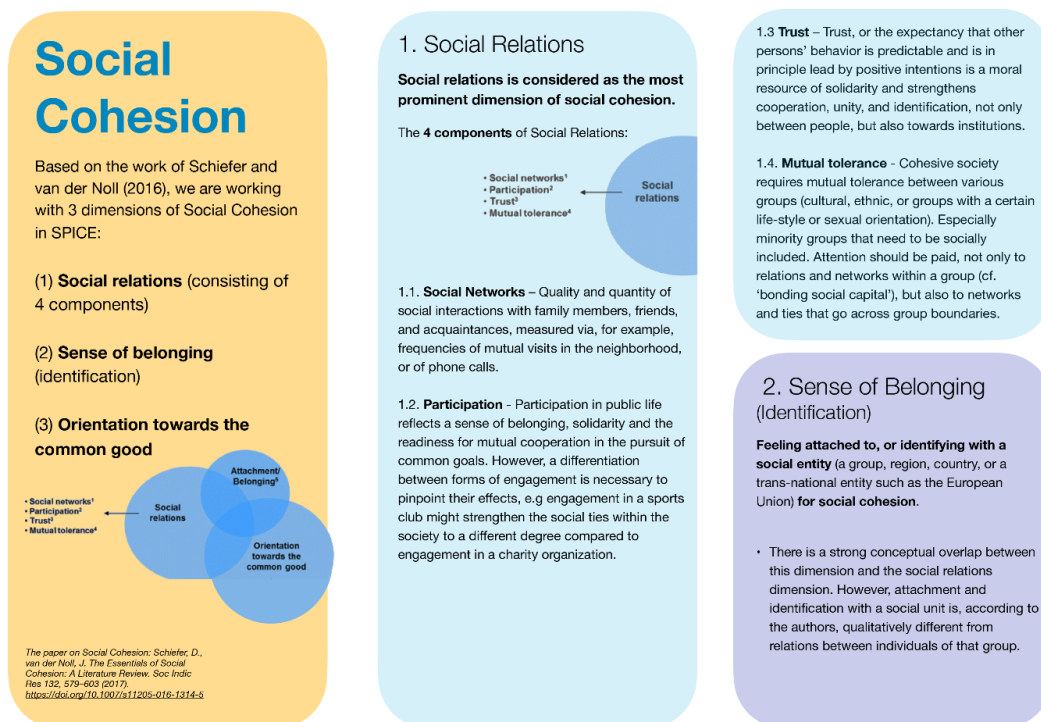 Social
Cohesion
Based on the work of Schiefer and
van der Noll (2016), we are working
with 3 dimensions of Social Cohesion
in SPICE:
(1) Social relations (consisting of
4 components)
(2) Sense of belonging
(identification)
(3) Orientation towards the
common good
Attachment/
Belonging⁵
• Social networks¹
• Participation²
• Trust³
• Mutual tolerance⁴
Social
relations
Orientation
towards the
common good
The paper on Social Cohesion: Schiefer, D.,
van der Noll, J. The Essentials of Social
Cohesion: A Literature Review. Soc Indic
Res 132, 579–603 (2017).
https://doi.org/10.1007/s11205-016-1314-5
1. Social Relations
Social relations is considered as the most
prominent dimension of social cohesion.
The 4 components of Social Relations:
• Social networks¹
• Participation²
• Trust³
• Mutual tolerance⁴
Social
relations
1.1. Social Networks – Quality and quantity of
social interactions with family members, friends,
and acquaintances, measured via, for example,
frequencies of mutual visits in the neighborhood,
or of phone calls.
1.2. Participation - Participation in public life
reflects a sense of belonging, solidarity and the
readiness for mutual cooperation in the pursuit of
common goals. However, a differentiation
between forms of engagement is necessary to
pinpoint their effects, e.g engagement in a sports
club might strengthen the social ties within the
society to a different degree compared to
engagement in a charity organization.
1.3 Trust – Trust, or the expectancy that other
persons’ behavior is predictable and is in
principle lead by positive intentions is a moral
resource of solidarity and strengthens
cooperation, unity, and identification, not only
between people, but also towards institutions.
1.4. Mutual tolerance - Cohesive society
requires mutual tolerance between various
groups (cultural, ethnic, or groups with a certain
life-style or sexual orientation). Especially
minority groups that need to be socially
included. Attention should be paid, not only to
relations and networks within a group (cf.
‘bonding social capital’), but also to networks
and ties that go across group boundaries.
2. Sense of Belonging
(Identification)
Feeling attached to, or identifying with a
social entity (a group, region, country, or a
trans-national entity such as the European
Union) for social cohesion.
• There is a strong conceptual overlap between
this dimension and the social relations
dimension. However, attachment and
identification with a social unit is, according to
the authors, qualitatively different from
relations between individuals of that group.